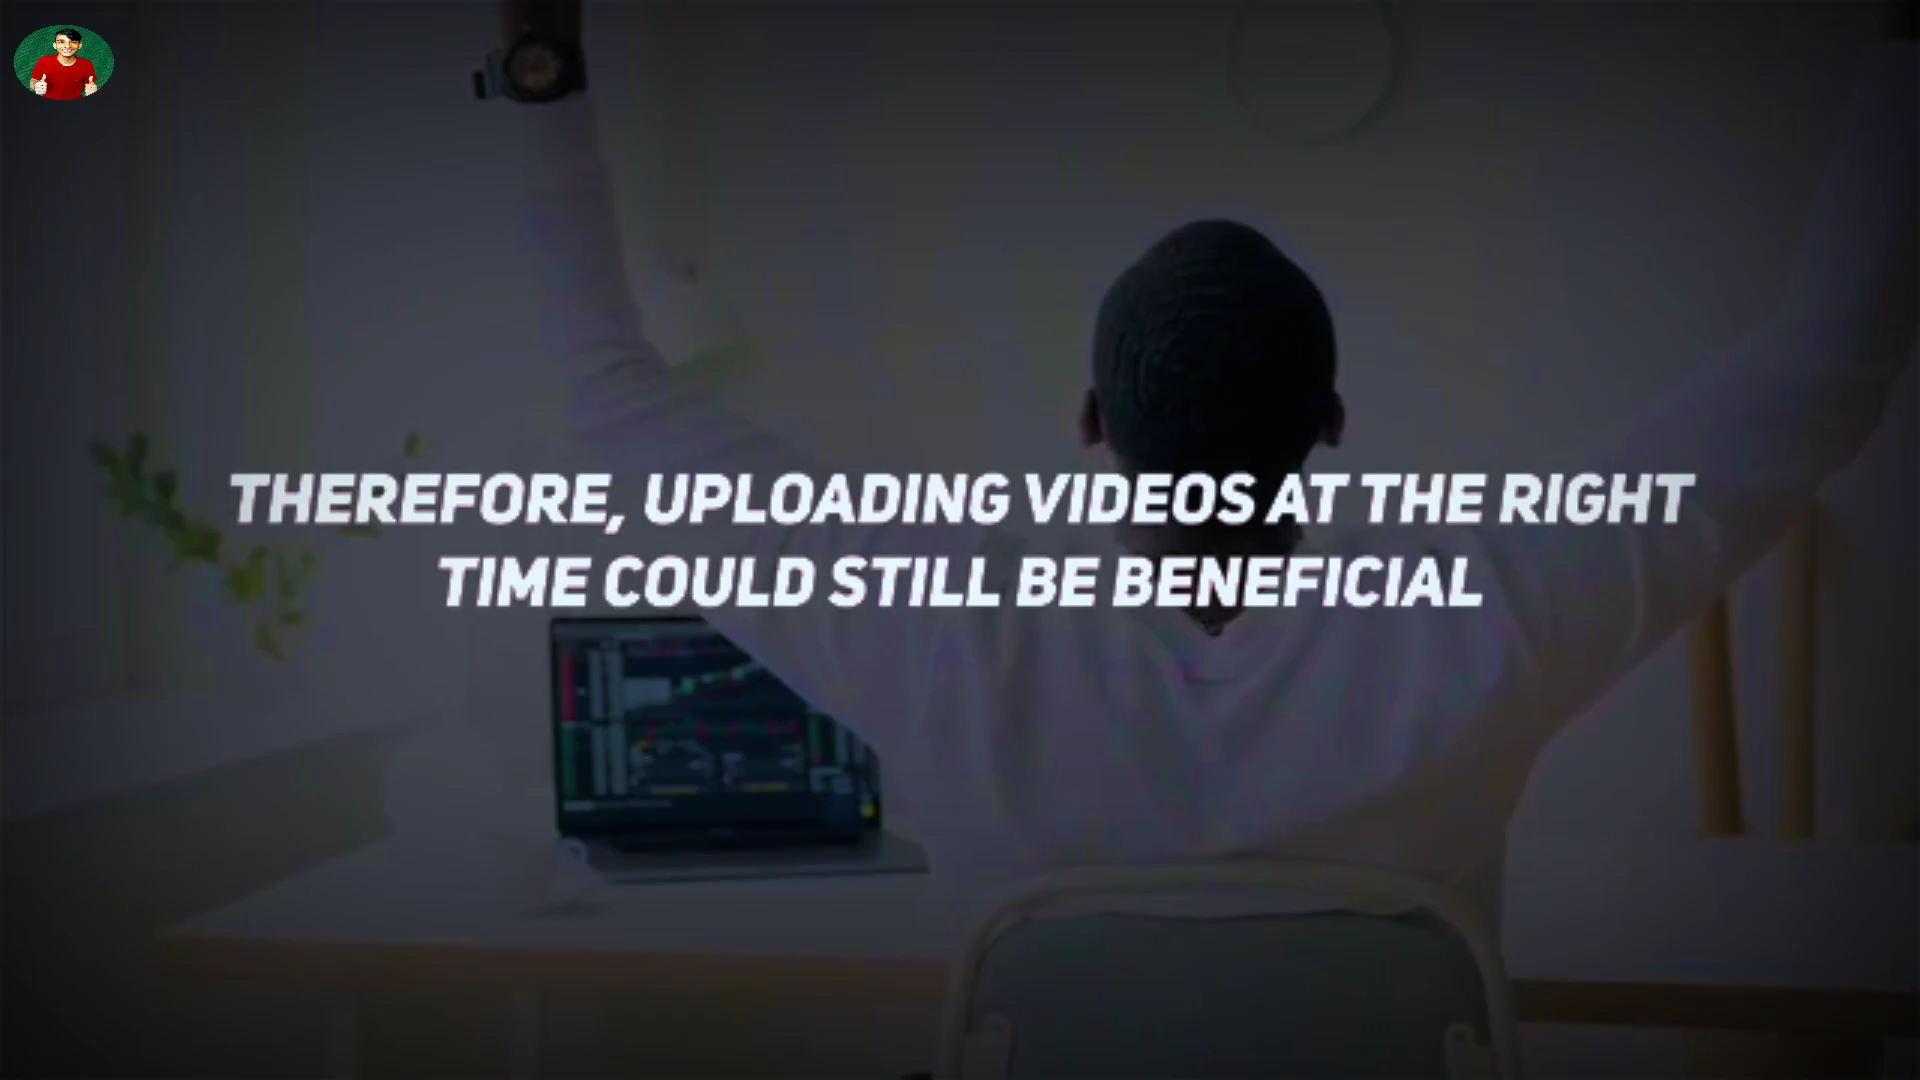 THEREFORE, UPLOADING VIDEOS AT THE RIGHT
TIME COULD STILL BE BENEFICIAL